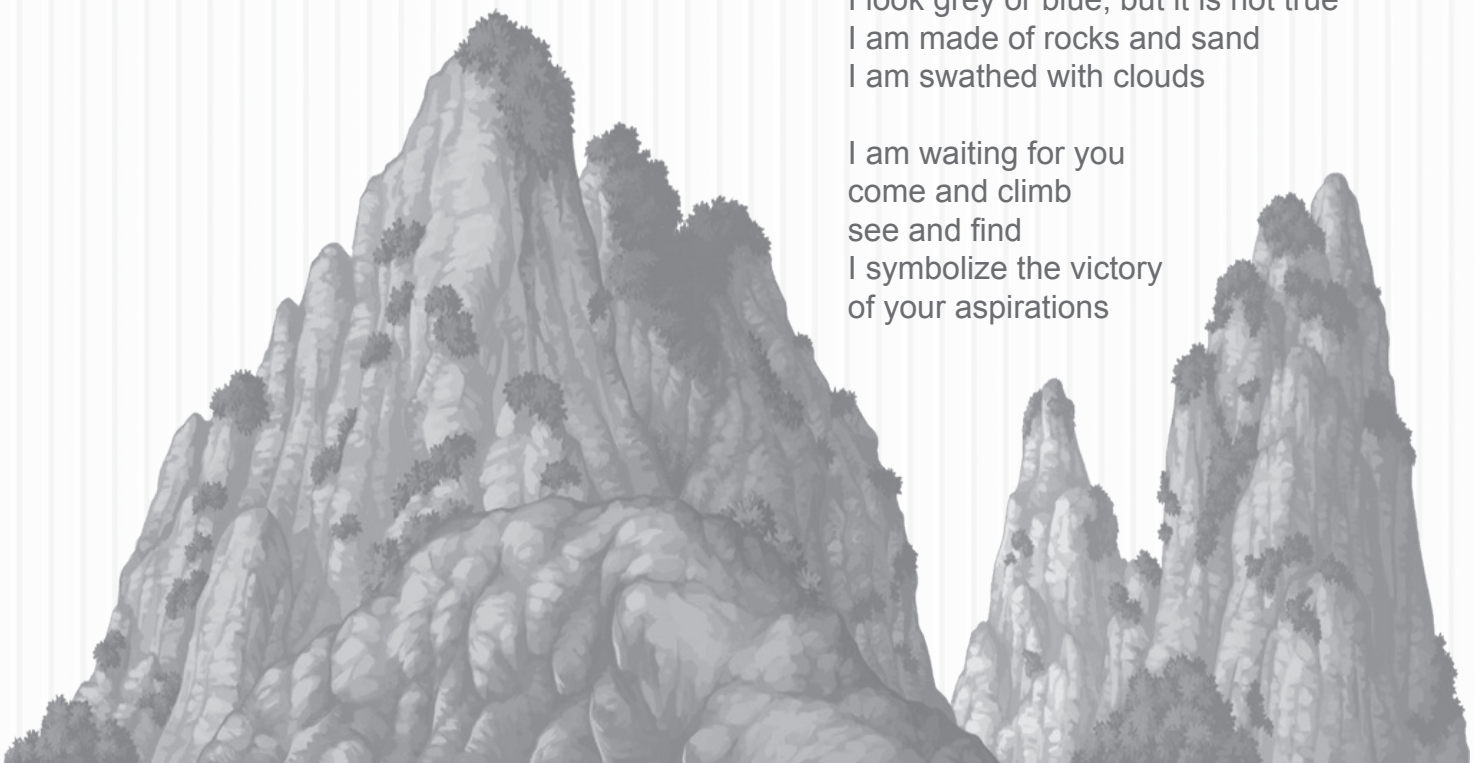 I look grey or blue, but it is not true
I am made of rocks and sand
I am swathed with clouds
I am waiting for you
come and climb
see and find
I symbolize the victory
of your aspirations